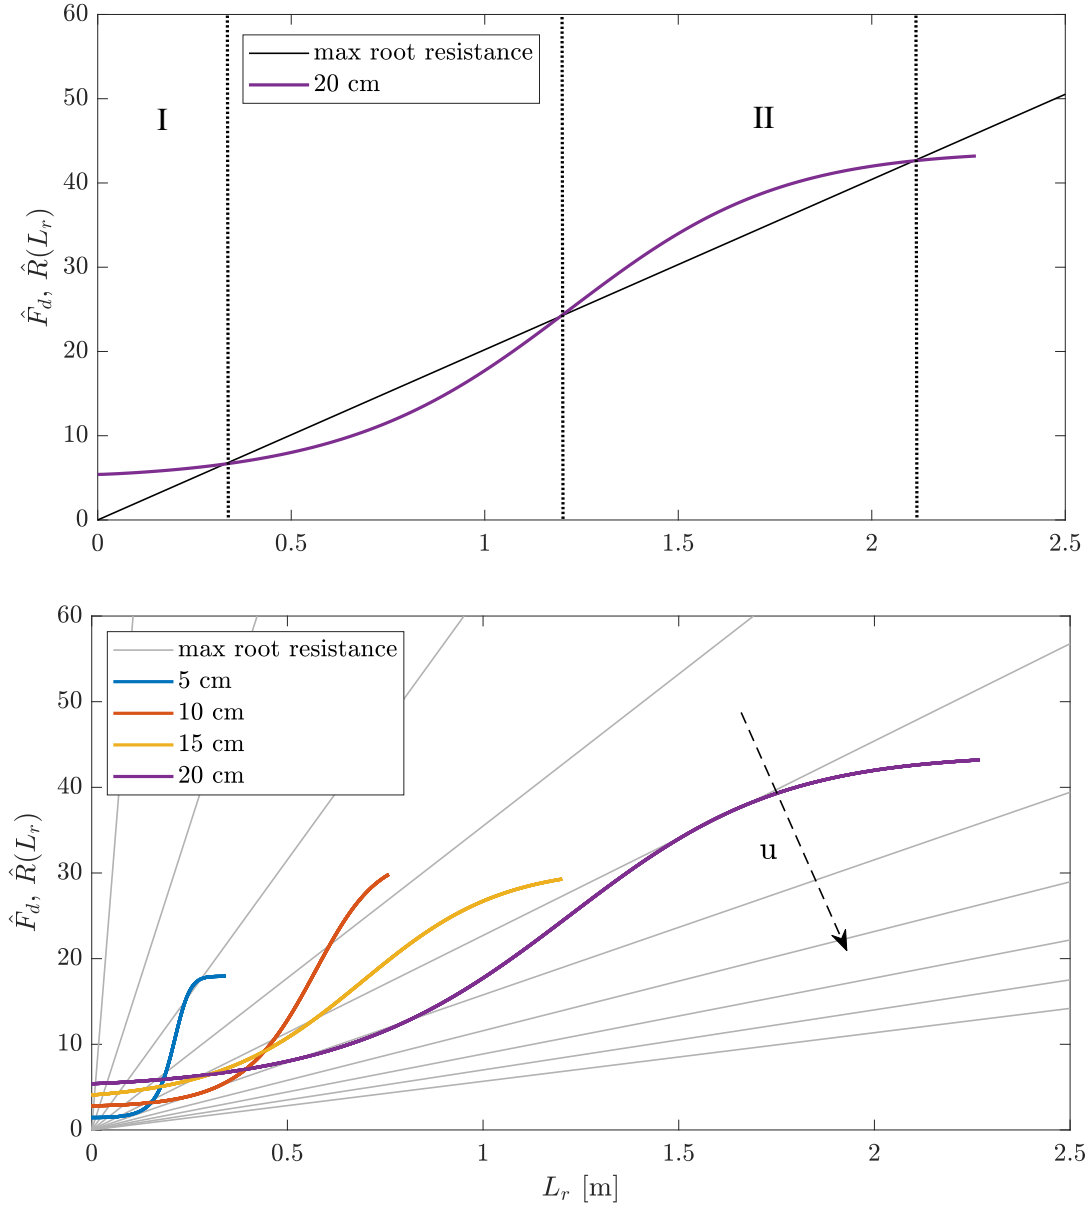 60
50
40
30
20
10
0
F̂_d, R̂(L_r)
I
II
max root resistance
20 cm
0 0.5 1 1.5 2 2.5
60
50
40
30
20
10
0
F̂_d, R̂(L_r)
max root resistance
5 cm
10 cm
15 cm
20 cm
u
0 0.5 1 1.5 2 2.5
L_r [m]